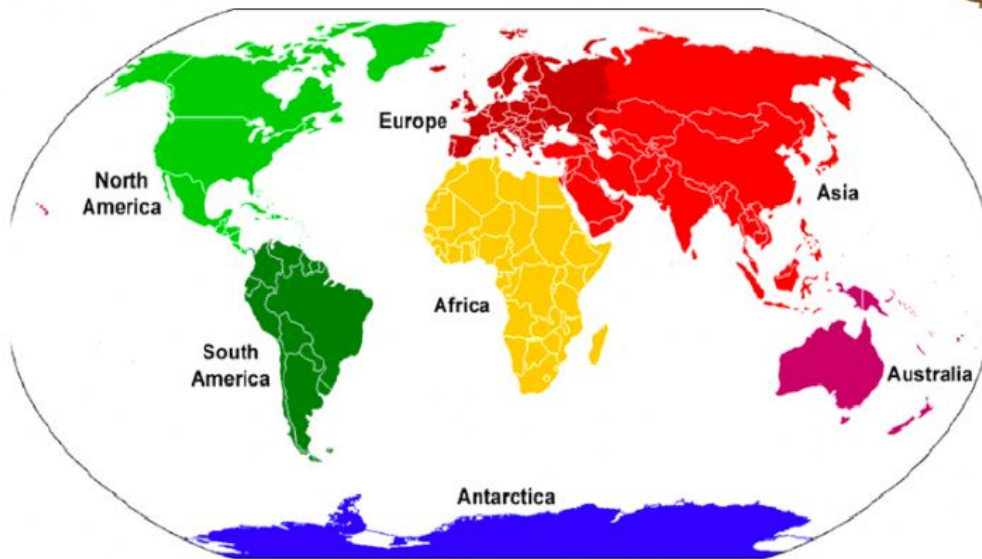 Europe
North
America
Asia
Africa
South
America
Australia
Antarctica